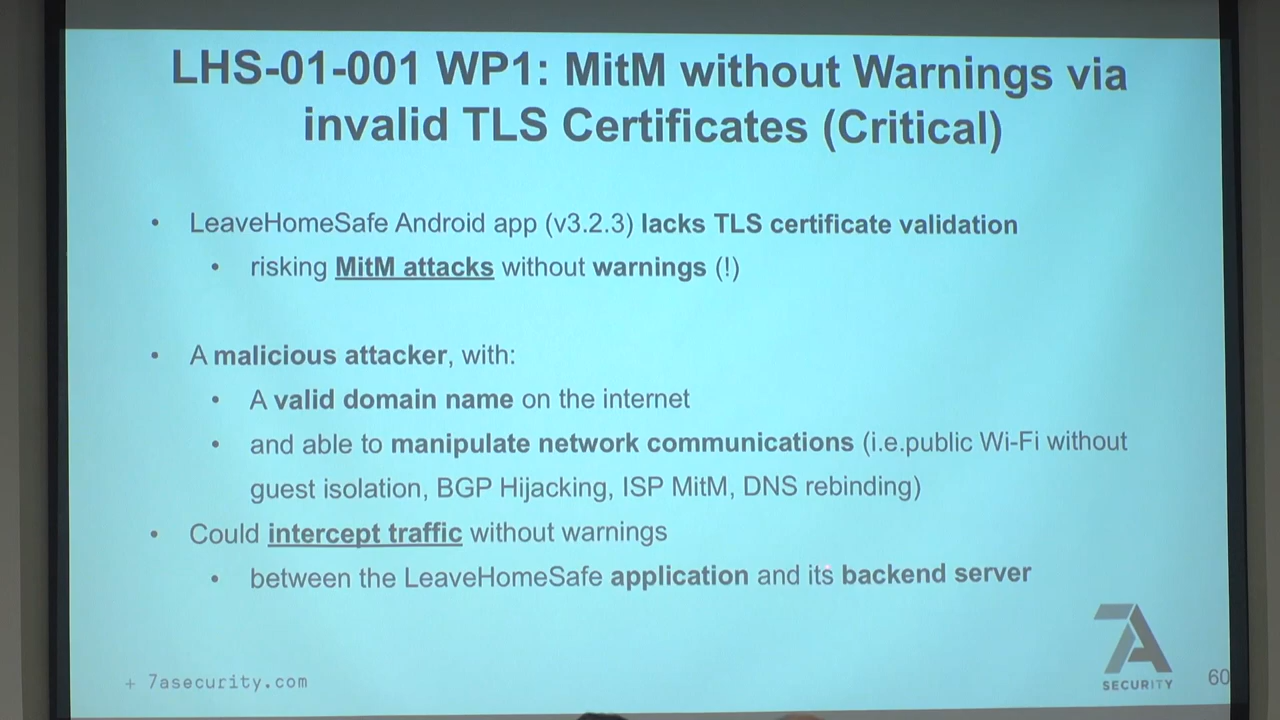 LHS-01-001 WP1: MitM without Warnings via
invalid TLS Certificates (Critical)
• LeaveHomeSafe Android app (v3.2.3) lacks TLS certificate validation
• risking MitM attacks without warnings (!)
• A malicious attacker, with:
• A valid domain name on the internet
• and able to manipulate network communications (i.e.public Wi-Fi without
guest isolation, BGP Hijacking, ISP MitM, DNS rebinding)
• Could intercept traffic without warnings
• between the LeaveHomeSafe application and its backend server
+ 7asecurity.com
7A
SECURITY
60